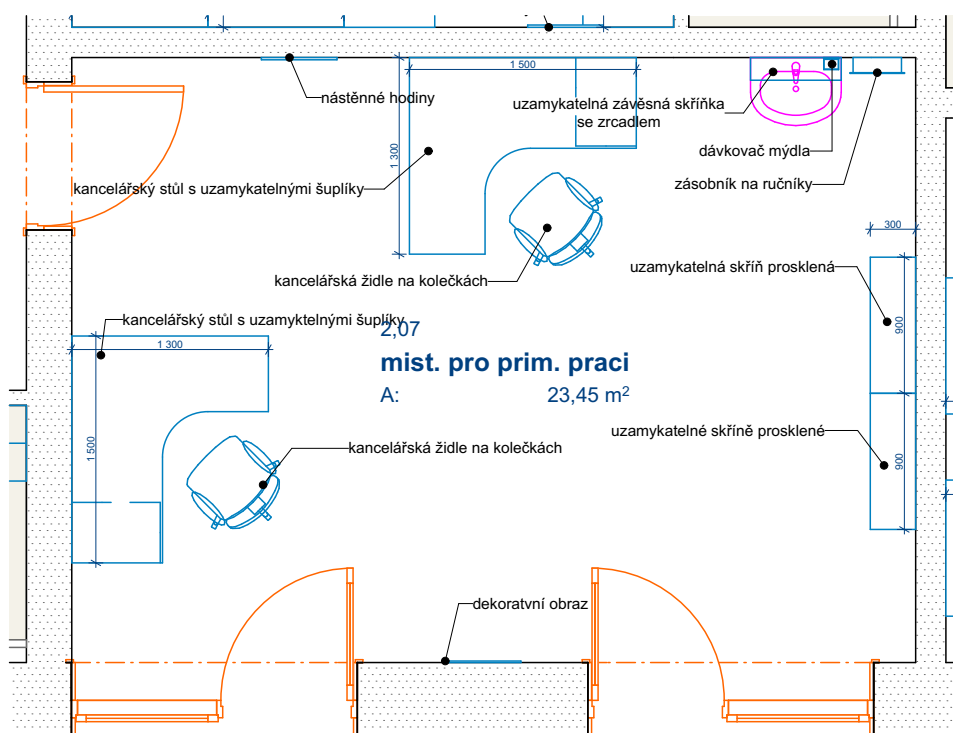 1 500
nástěnné hodiny
uzamykatelná závěsná skříňka
se zrcadlem
1 300
dávkovač mýdla
kancelářský stůl s uzamykatelnými šuplíky
zásobník na ručníky
300
uzamykatelná skříň prosklená
kancelářská židle na kolečkách
kancelářský stůl s uzamyktelnými šuplíky
2,07
900
1 300
mist. pro prim. praci
A: 23,45 m²
uzamykatelné skříně prosklené
1 500
kancelářská židle na kolečkách
900
dekoratvní obraz